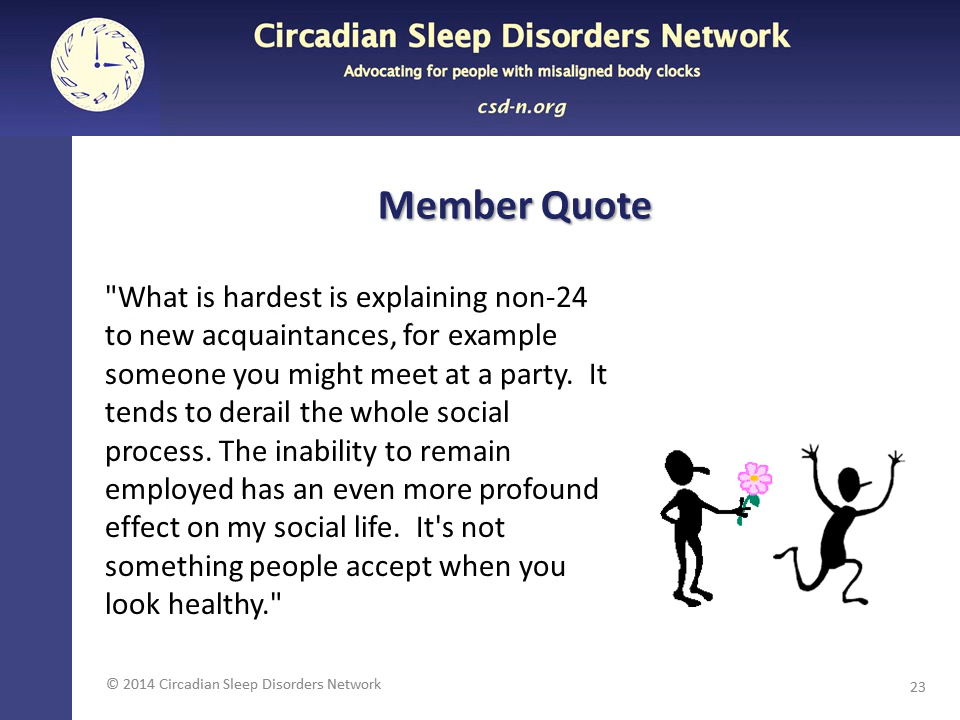 Circadian Sleep Disorders Network
Advocating for people with misaligned body clocks
csd-n.org
Member Quote
"What is hardest is explaining non-24
to new acquaintances, for example
someone you might meet at a party.  It
tends to derail the whole social
process. The inability to remain
employed has an even more profound
effect on my social life.  It's not
something people accept when you
look healthy."
© 2014 Circadian Sleep Disorders Network
23